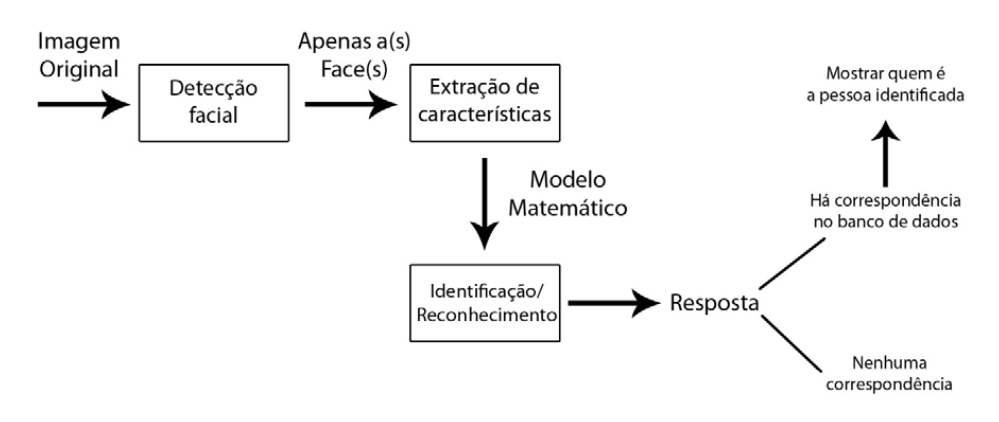 Imagem
Original
Detecção
facial
Apenas a(s)
Face(s)
Extração de
características
Modelo
Matemático
Identificação/
Reconhecimento
Resposta
Há correspondência
no banco de dados
Mostrar quem é
a pessoa identificada
Nenhuma
correspondência